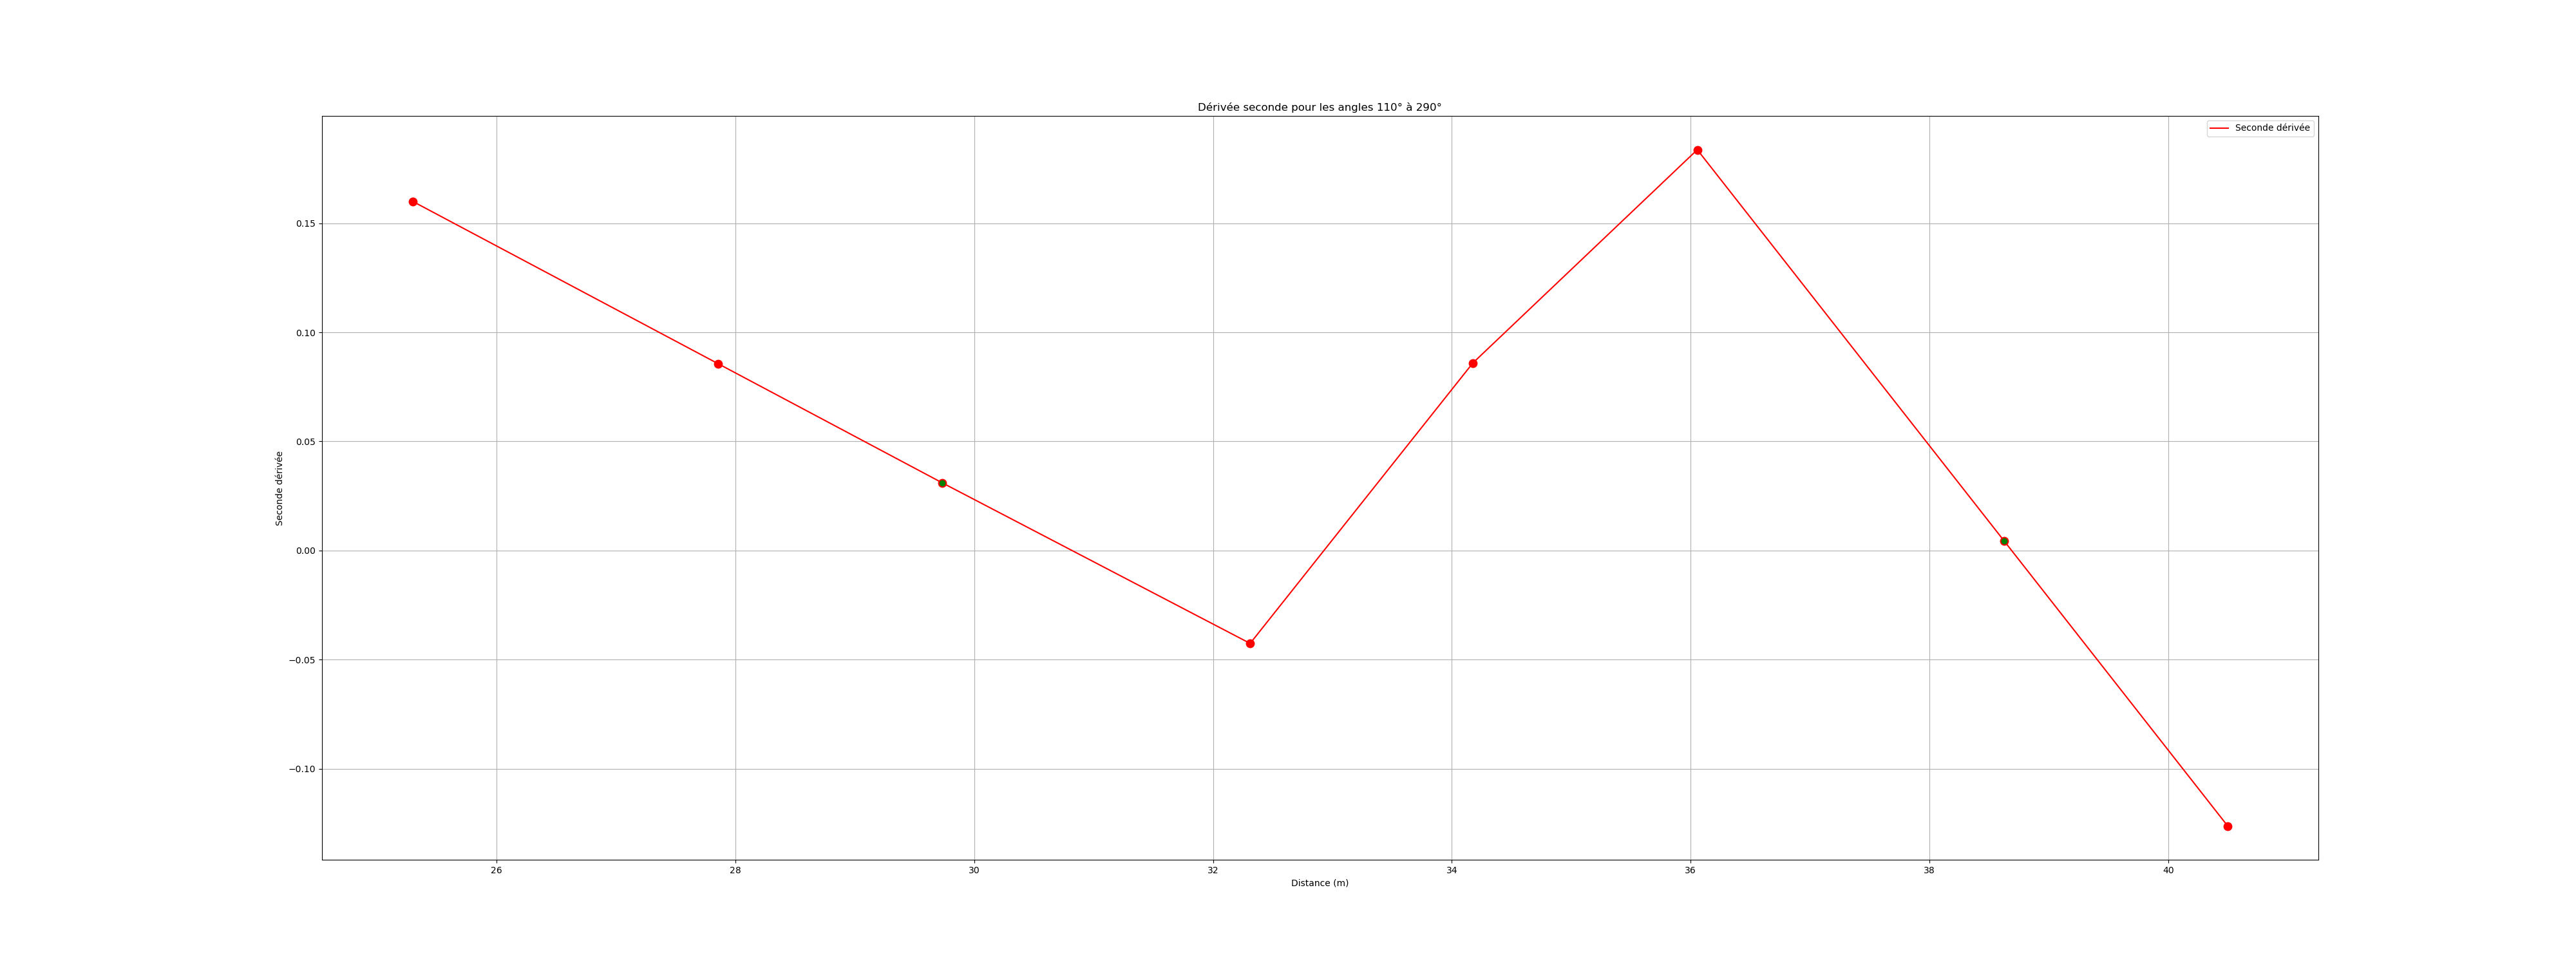 Dérivée seconde pour les angles 110° à 290°
Seconde dérivée
0.15
0.10
0.05
0.00
−0.05
−0.10
Seconde dérivée
26 28 30 32 34 36 38 40
Distance (m)